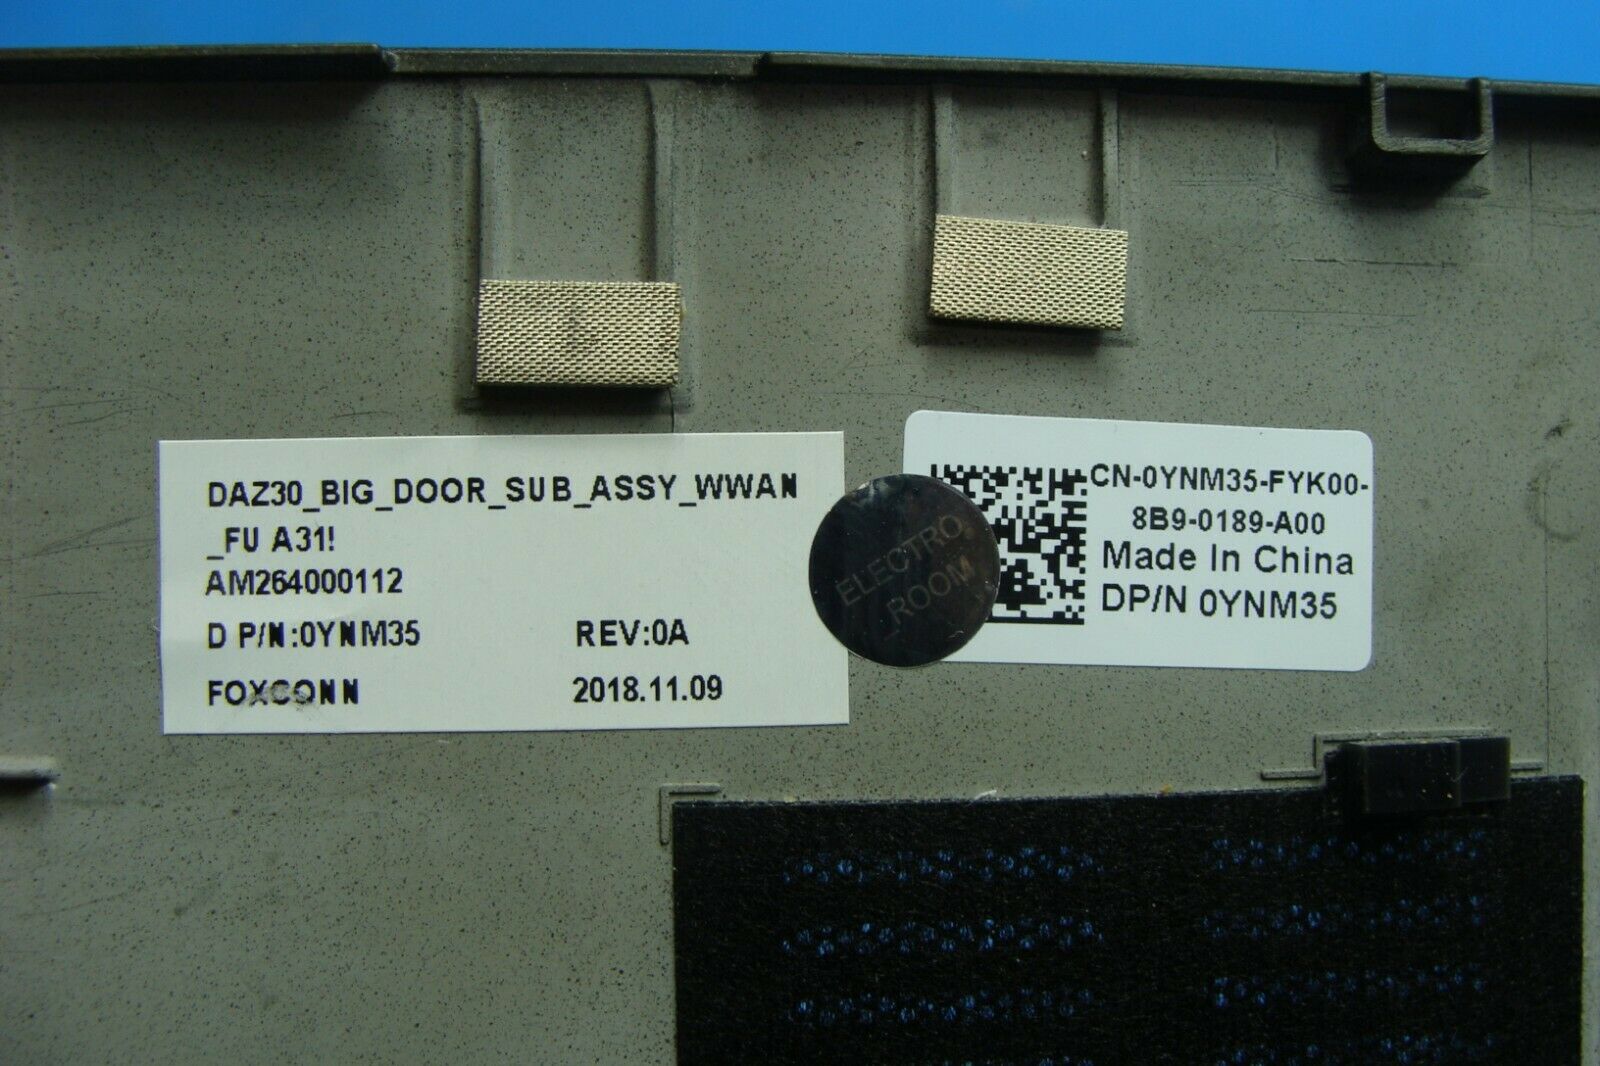 DAZ30_BIG_DOOR_SUB_ASSY_WWAN
_FU A31!
AM264000112
D P/N:0YNM35 REV:0A
FOXCONN 2018.11.09
ELECTRO
ROOM
CN-0YNM35-FYK00-
8B9-0189-A00
Made In China
DP/N 0YNM35